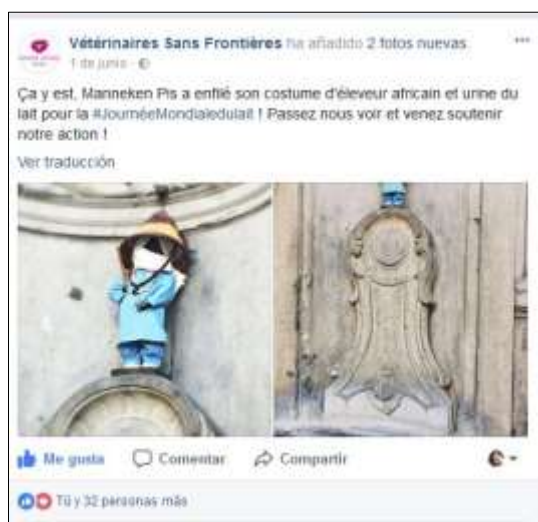 Vétérinaires Sans Frontières ha añadido 2 fotos nuevas
1 de junio
Ça y est, Manneken Pis a enfilé son costume d'éleveur africain et urine du
lait pour la #JournéeMondialedulait ! Passez nous voir et venez soutenir
notre action !
Ver traducción
Me gusta Comentar Compartir
Tú y 32 personas más